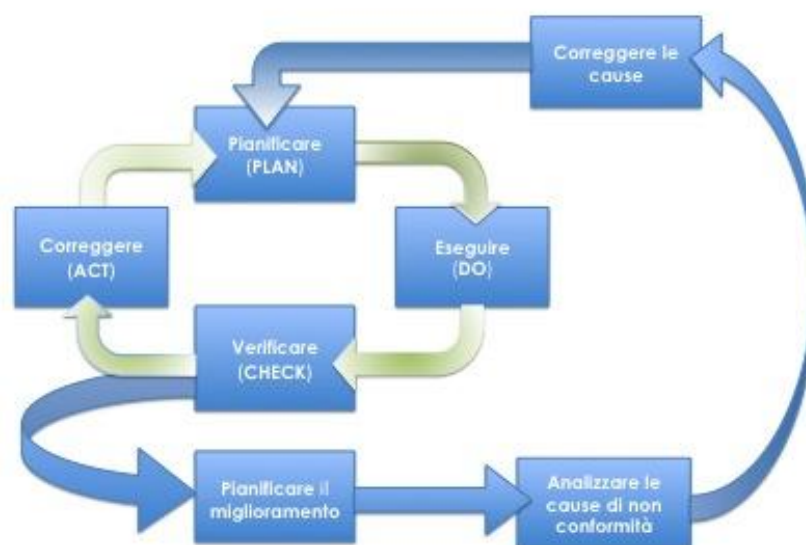 Correggere le
cause
Pianificare
(PLAN)
Correggere
(ACT)
Eseguire
(DO)
Verificare
(CHECK)
Pianificare il
miglioramento
Analizzare le
cause di non
conformità